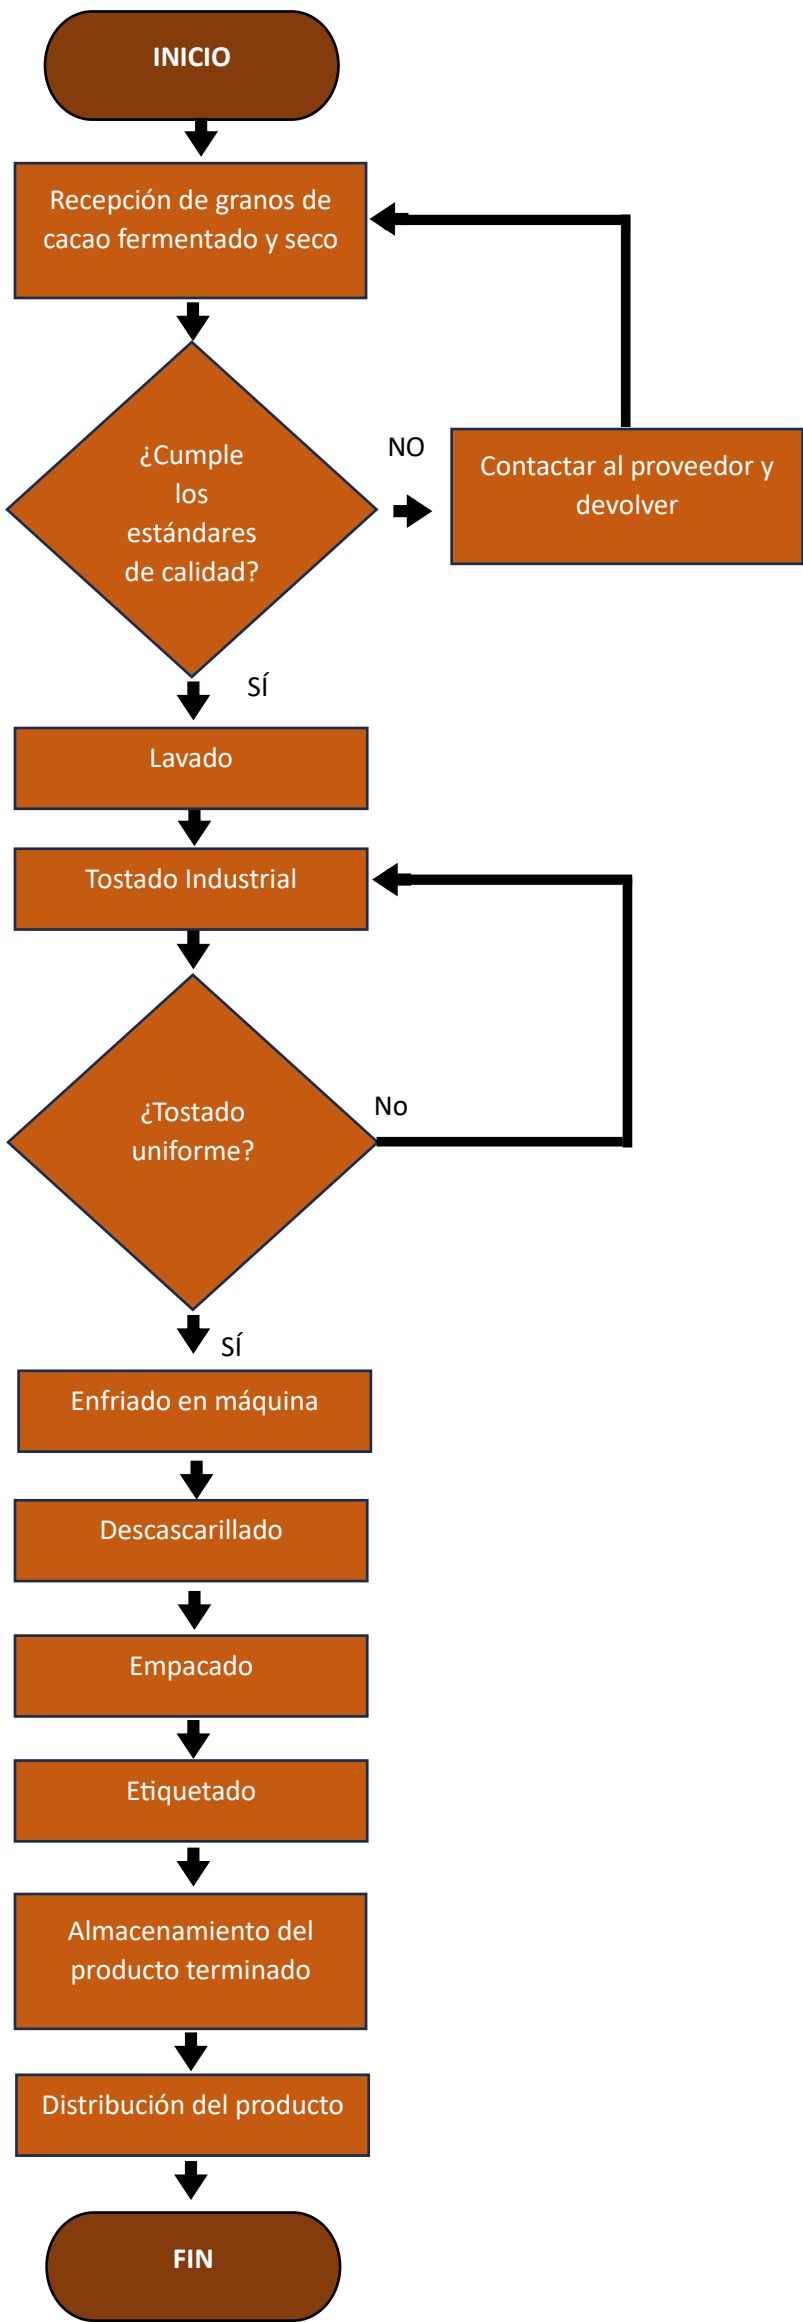 INICIO
Recepción de granos de
cacao fermentado y seco
¿Cumple
los
estándares
de calidad?
NO
Contactar al proveedor y
devolver
SÍ
Lavado
Tostado Industrial
¿Tostado
uniforme?
No
SÍ
Enfriado en máquina
Descascarillado
Empacado
Etiquetado
Almacenamiento del
producto terminado
Distribución del producto
FIN